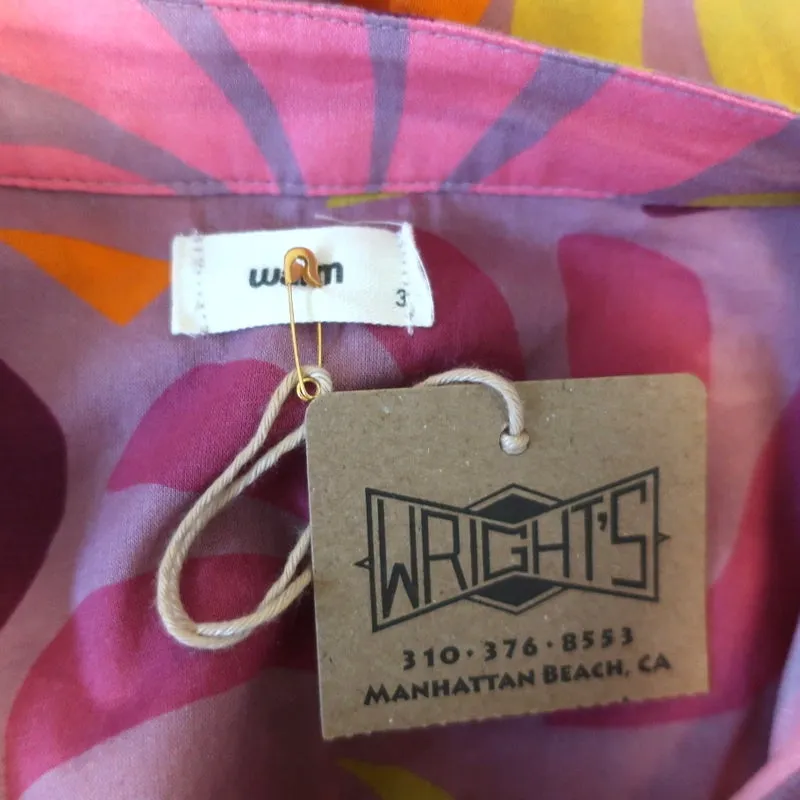 warm
3
WRIGHT'S
310·376·8553
MANHATTAN BEACH, CA